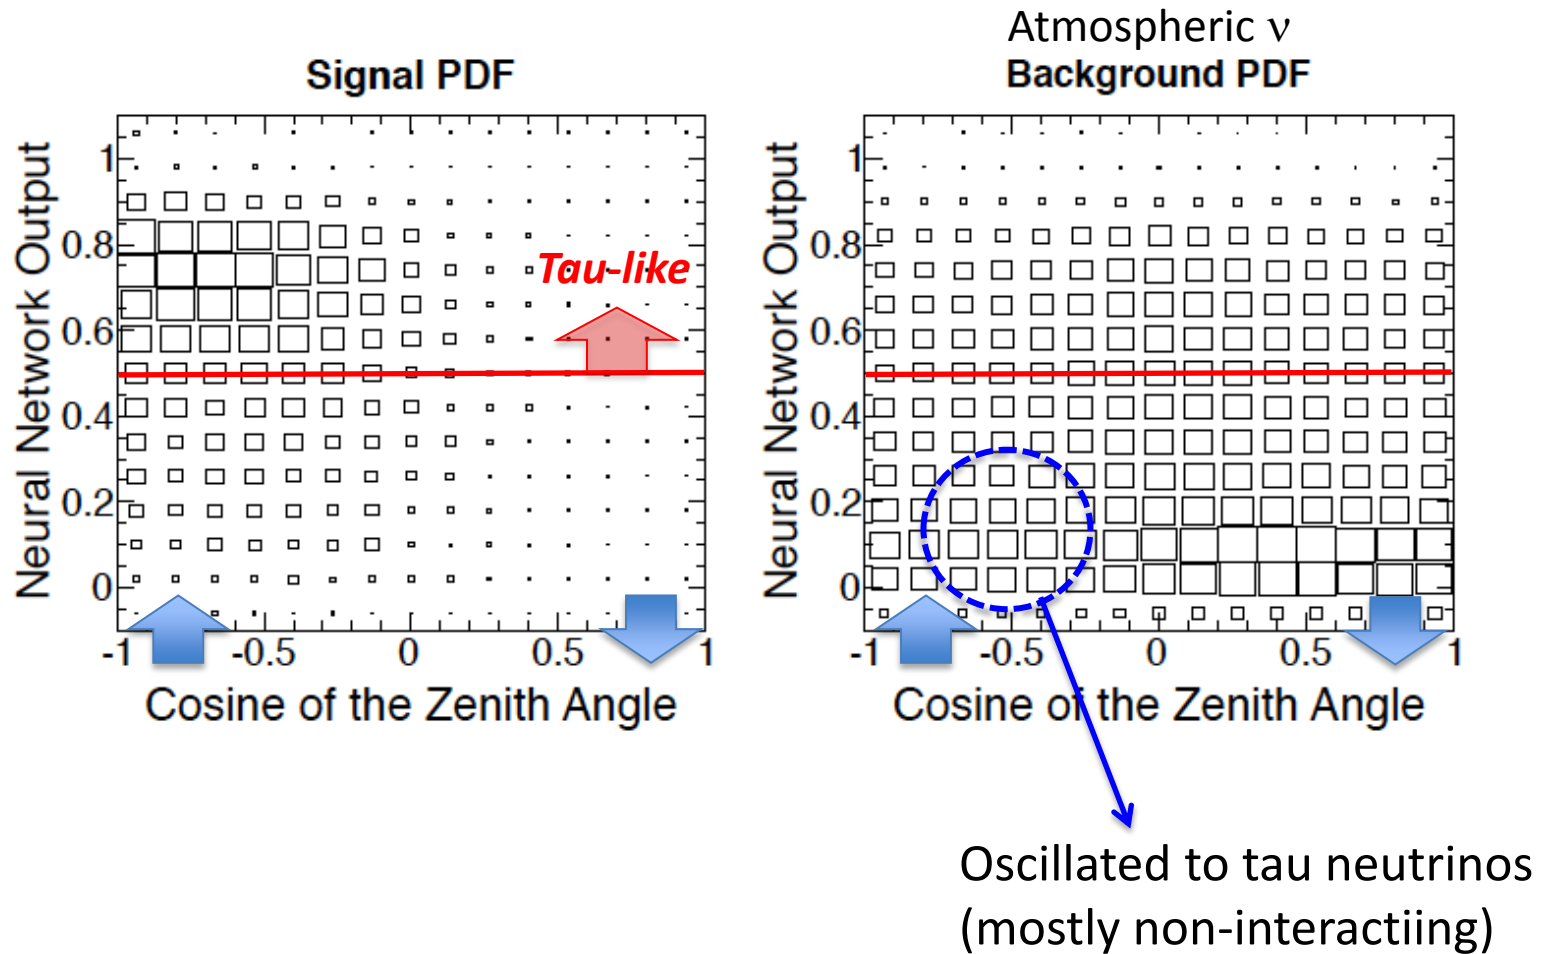 Atmospheric ν
Signal PDF
Background PDF
Neural Network Output
1
0.8
0.6
0.4
0.2
0
Tau-like
-1
-0.5
0
0.5
1
Cosine of the Zenith Angle
Neural Network Output
1
0.8
0.6
0.4
0.2
0
-1
-0.5
0
0.5
1
Cosine of the Zenith Angle
Oscillated to tau neutrinos
(mostly non-interactiing)